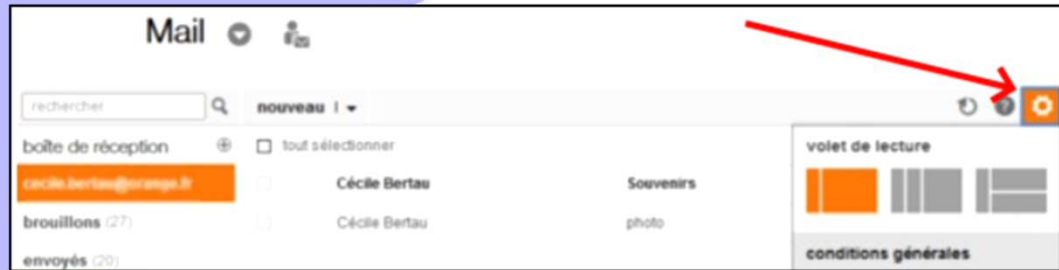 Mail
rechercher
nouveau
boîte de réception
tout sélectionner
volet de lecture
cecile.bertau@orange.fr
Cécile Bertau Souvenirs
brouillons (27)
Cécile Bertau photo
envoyés (20)
conditions générales